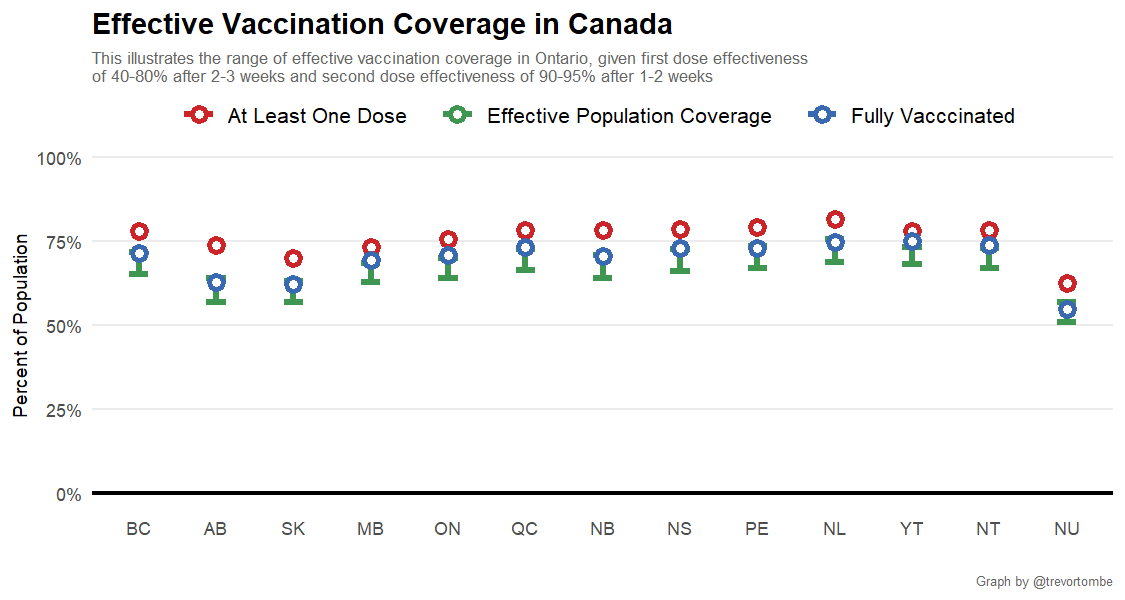 Effective Vaccination Coverage in Canada
This illustrates the range of effective vaccination coverage in Ontario, given first dose effectiveness
of 40-80% after 2-3 weeks and second dose effectiveness of 90-95% after 1-2 weeks
At Least One Dose Effective Population Coverage Fully Vacccinated
100%
75%
50%
25%
0%
Percent of Population
BC AB SK MB ON QC NB NS PE NL YT NT NU
Graph by @trevortombe